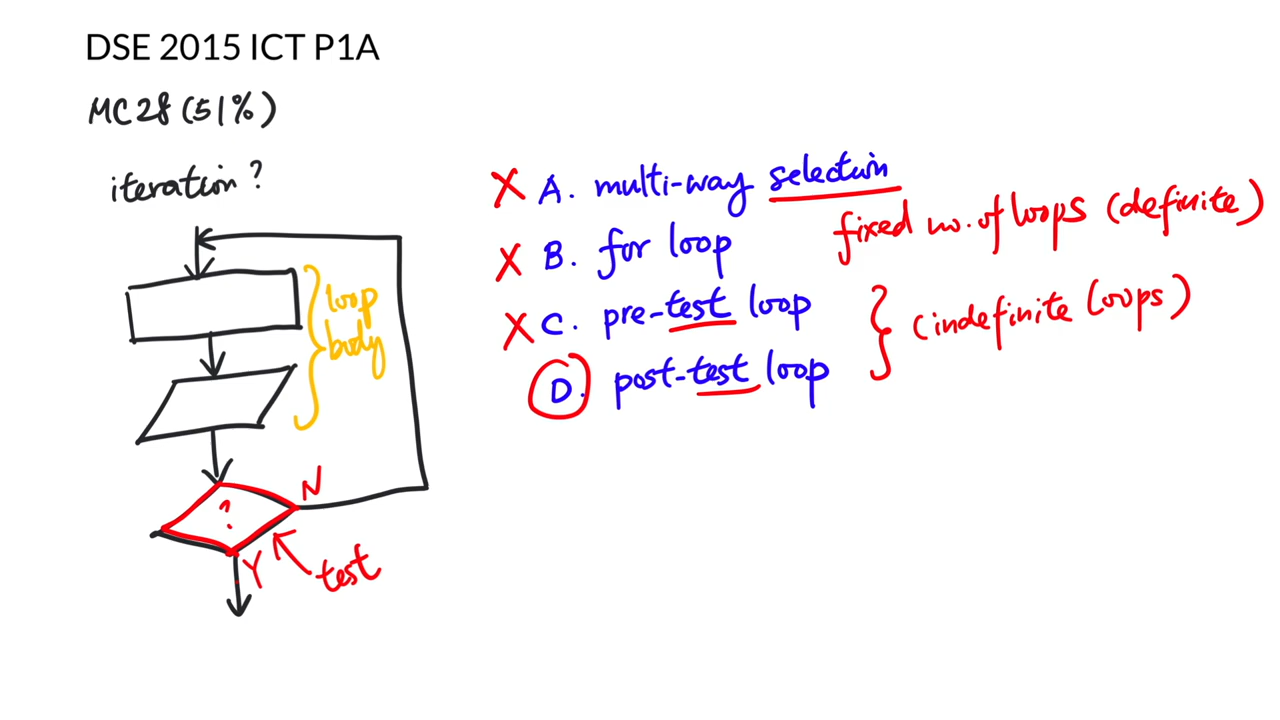 DSE 2015 ICT P1A
MC28 (51%)
iteration?
X A. multi-way selection
fixed no. of loops (definite)
X B. for loop
X C. pre-test loop
(indefinite loops)
D. post-test loop
loop
body
?
N
Y
test